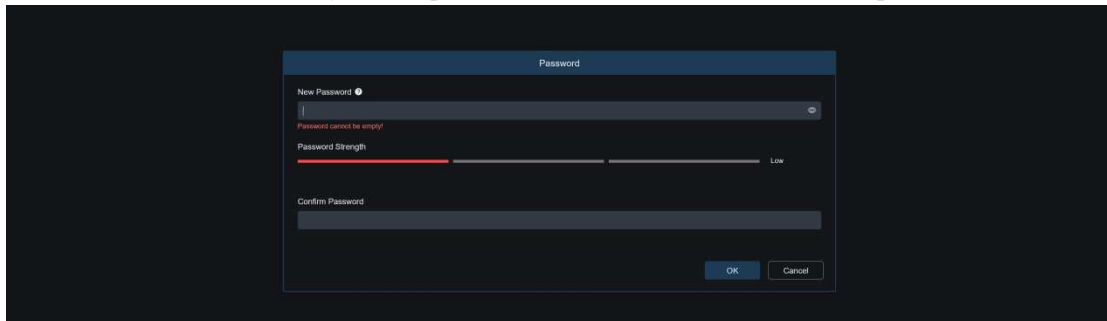 Password
New Password
Password cannot be empty!
Password Strength
Low
Confirm Password
OK
Cancel